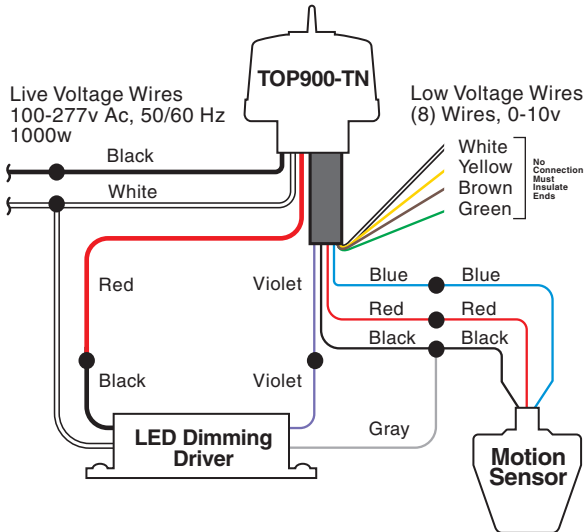 TOP900-TN
Live Voltage Wires
100-277v Ac, 50/60 Hz
1000w
Low Voltage Wires
(8) Wires, 0-10v
Black
White
White
Yellow
Brown
Green
No
Connection
Must
Insulate
Ends
Red
Violet
Blue
Blue
Red
Red
Black
Black
Black
Violet
Gray
LED Dimming
Driver
Motion
Sensor